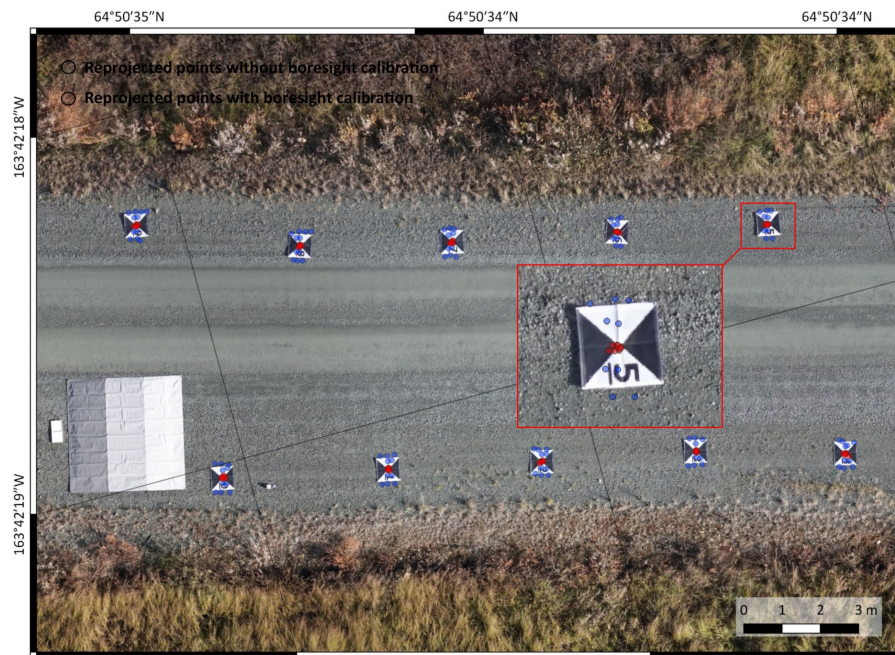 64°50′35″N 64°50′34″N 64°50′34″N
163°42′18″W
163°42′19″W
Reprojected points without boresight calibration
Reprojected points with boresight calibration
51
0 1 2 3 m